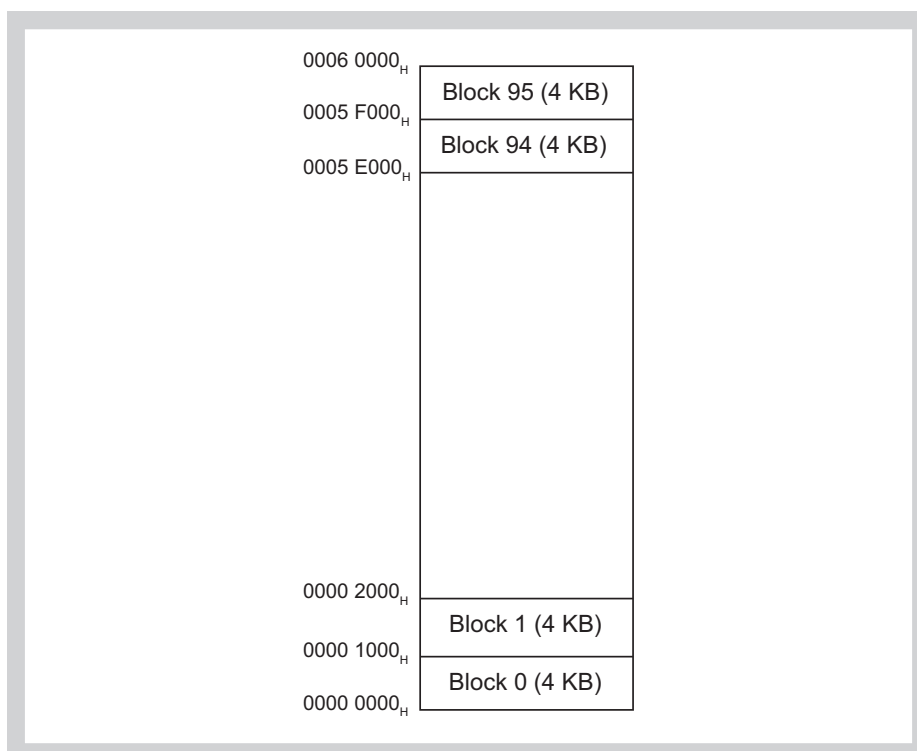 0006 0000H
Block 95 (4 KB)
0005 F000H
Block 94 (4 KB)
0005 E000H
0000 2000H
Block 1 (4 KB)
0000 1000H
Block 0 (4 KB)
0000 0000H